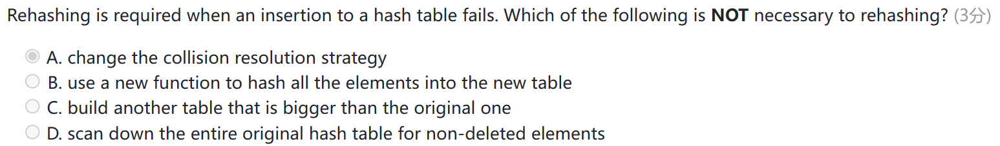 Rehashing is required when an insertion to a hash table fails. Which of the following is NOT necessary to rehashing? (3分)
A. change the collision resolution strategy
B. use a new function to hash all the elements into the new table
C. build another table that is bigger than the original one
D. scan down the entire original hash table for non-deleted elements